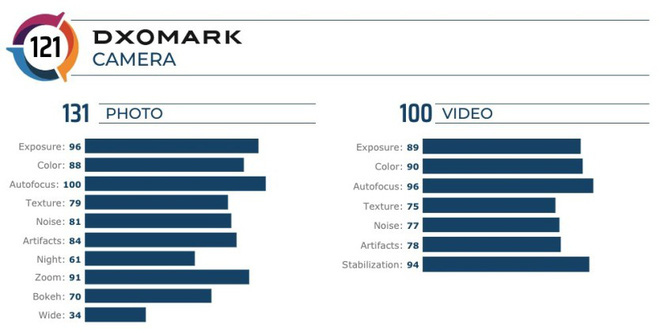 121
DXOMARK
CAMERA
131 PHOTO
Exposure: 96
Color: 88
Autofocus: 100
Texture: 79
Noise: 81
Artifacts: 84
Night: 61
Zoom: 91
Bokeh: 70
Wide: 34
100 VIDEO
Exposure: 89
Color: 90
Autofocus: 96
Texture: 75
Noise: 77
Artifacts: 78
Stabilization: 94